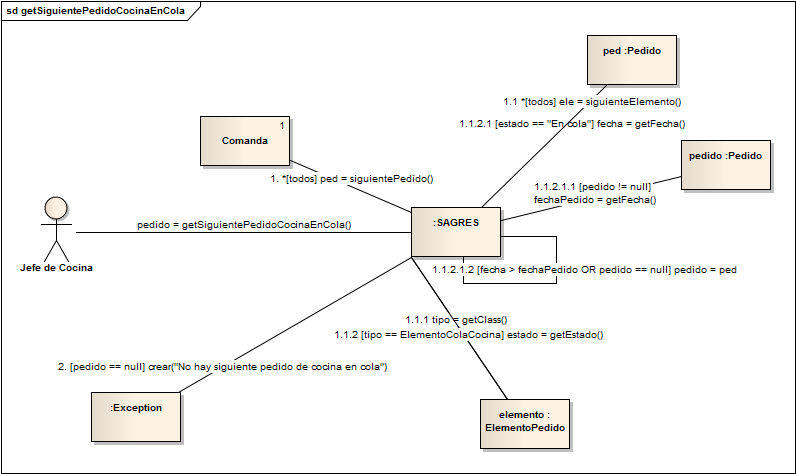 sd getSiguientePedidoCocinaEnCola
ped :Pedido
1.1 *[todos] ele = siguienteElemento()
1.1.2.1 [estado == "En cola"] fecha = getFecha()
1
Comanda
pedido :Pedido
1. *[todos] ped = siguientePedido()
1.1.2.1.1 [pedido != null]
fechaPedido = getFecha()
pedido = getSiguientePedidoCocinaEnCola()
:SAGRES
Jefe de Cocina
1.1.2.1.2 [fecha > fechaPedido OR pedido == null] pedido = ped
1.1.1 tipo = getClass()
1.1.2 [tipo == ElementoColaCocina] estado = getEstado()
2. [pedido == null] crear("No hay siguiente pedido de cocina en cola")
:Exception
elemento :
ElementoPedido